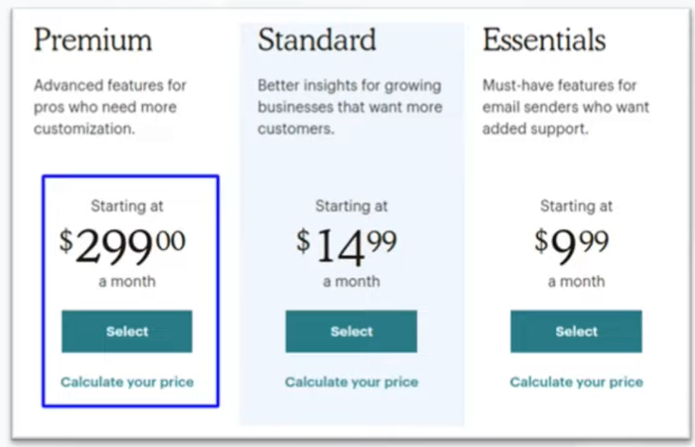 Premium
Advanced features for
pros who need more
customization.
Starting at
$29900
a month
Select
Calculate your price
Standard
Better insights for growing
businesses that want more
customers.
Starting at
$1499
a month
Select
Calculate your price
Essentials
Must-have features for
email senders who want
added support.
Starting at
$999
a month
Select
Calculate your price